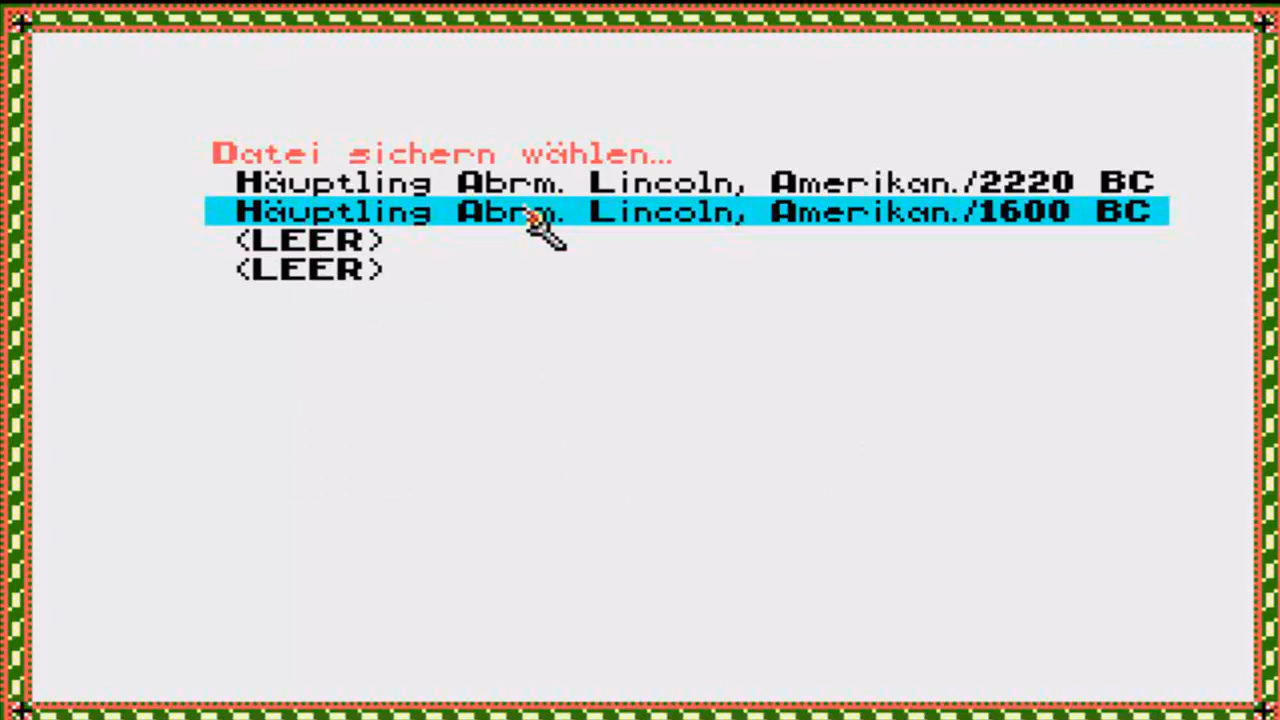 Datei sichern wählen...
Häuptling Abrm. Lincoln, Amerikan./2220 BC
Häuptling Abrm. Lincoln, Amerikan./1600 BC
(LEER)
(LEER)